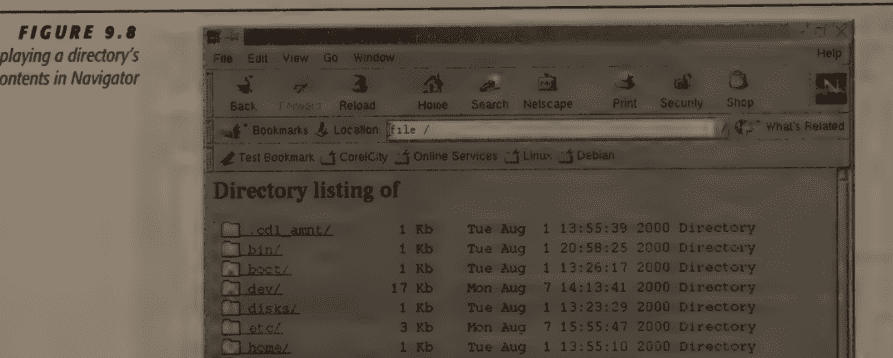 FIGURE 9.8
playing a directory's
ontents in Navigator
File Edit View Go Window Help
Back Forward Reload Home Search Netscape Print Security Shop
N
Bookmarks Location: file / What's Related
Test Bookmark CorelCity Online Services Linux Debian
Directory listing of
.cdl_amnt/ 1 Kb Tue Aug 1 13:55:39 2000 Directory
bin/ 1 Kb Tue Aug 1 20:58:25 2000 Directory
boot/ 1 Kb Tue Aug 1 13:26:17 2000 Directory
dev/ 17 Kb Mon Aug 7 14:13:41 2000 Directory
disks/ 1 Kb Tue Aug 1 13:23:29 2000 Directory
etc/ 3 Kb Mon Aug 7 15:55:47 2000 Directory
home/ 1 Kb Tue Aug 1 13:55:10 2000 Directory